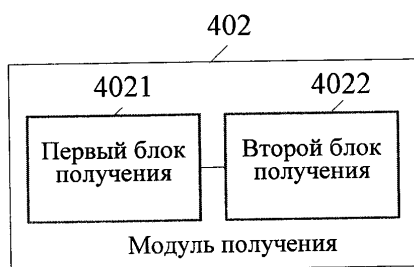 402
4021
4022
Первый блок
получения
Второй блок
получения
Модуль получения